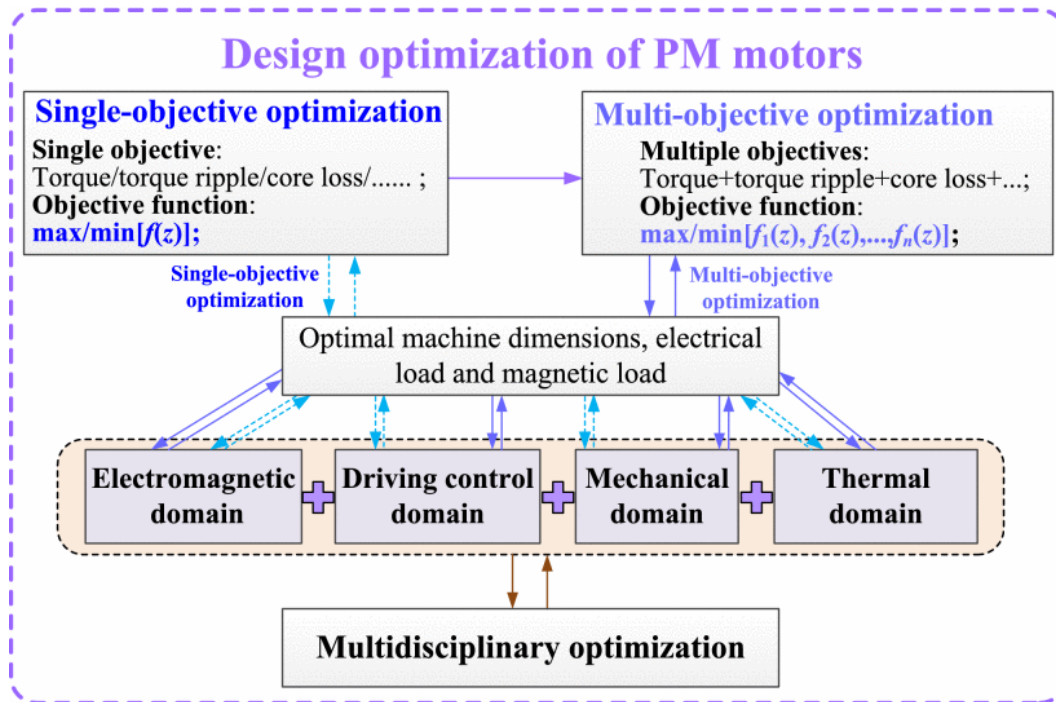 Design optimization of PM motors
Single-objective optimization
Single objective:
Torque/torque ripple/core loss/...... ;
Objective function:
max/min[f(z)];
Multi-objective optimization
Multiple objectives:
Torque+torque ripple+core loss+...;
Objective function:
max/min[f₁(z), f₂(z),...,fₙ(z)];
Single-objective
optimization
Multi-objective
optimization
Optimal machine dimensions, electrical
load and magnetic load
Electromagnetic
domain
Driving control
domain
Mechanical
domain
Thermal
domain
Multidisciplinary optimization